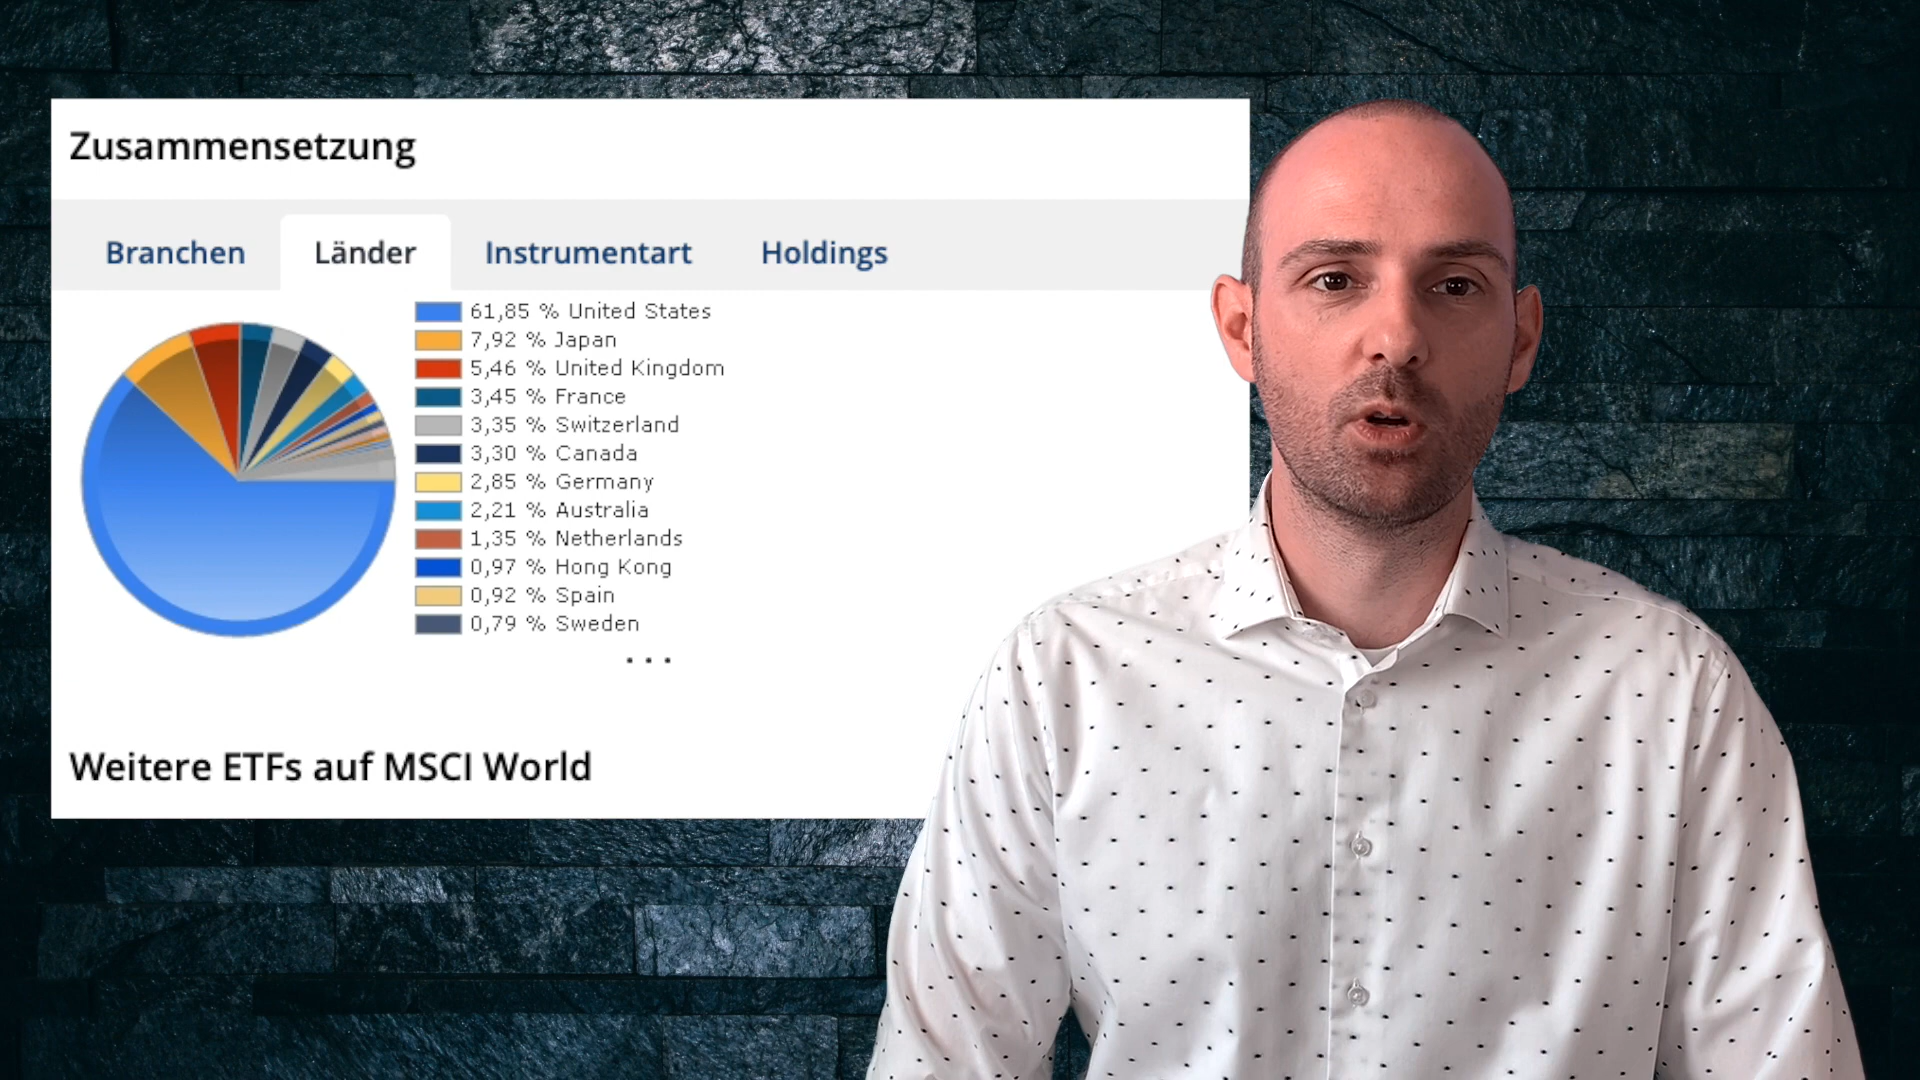 Zusammensetzung
Branchen Länder Instrumentart Holdings
61,85 % United States
7,92 % Japan
5,46 % United Kingdom
3,45 % France
3,35 % Switzerland
3,30 % Canada
2,85 % Germany
2,21 % Australia
1,35 % Netherlands
0,97 % Hong Kong
0,92 % Spain
0,79 % Sweden
...
Weitere ETFs auf MSCI World